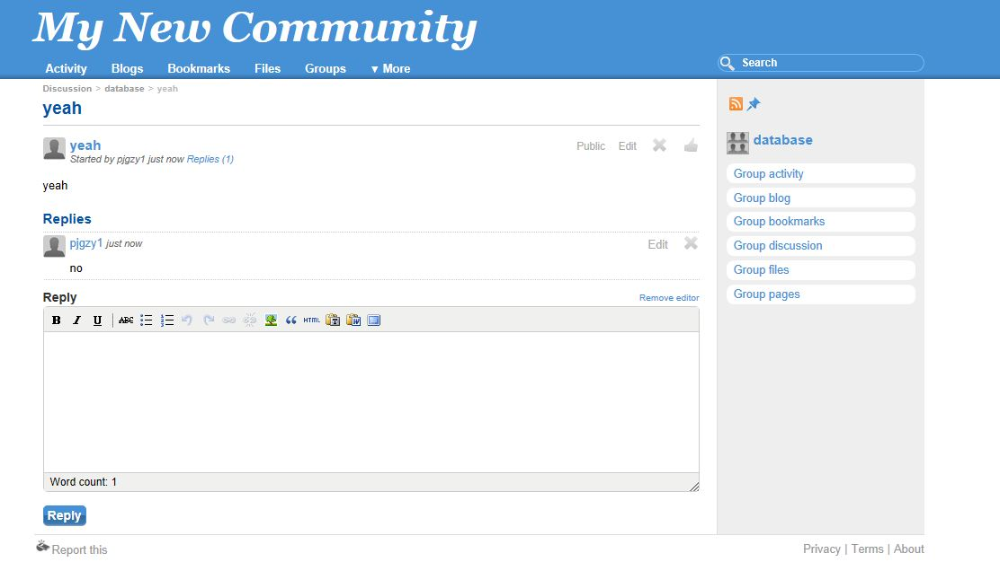 My New Community
Activity Blogs Bookmarks Files Groups ▼ More
Search
Discussion > database > yeah
yeah
yeah
Public Edit
Started by pjgzy1 just now Replies (1)
yeah
Replies
pjgzy1 just now
Edit
no
Reply
Remove editor
B I U ABC HTML
Word count: 1
Reply
database
Group activity
Group blog
Group bookmarks
Group discussion
Group files
Group pages
Report this
Privacy | Terms | About